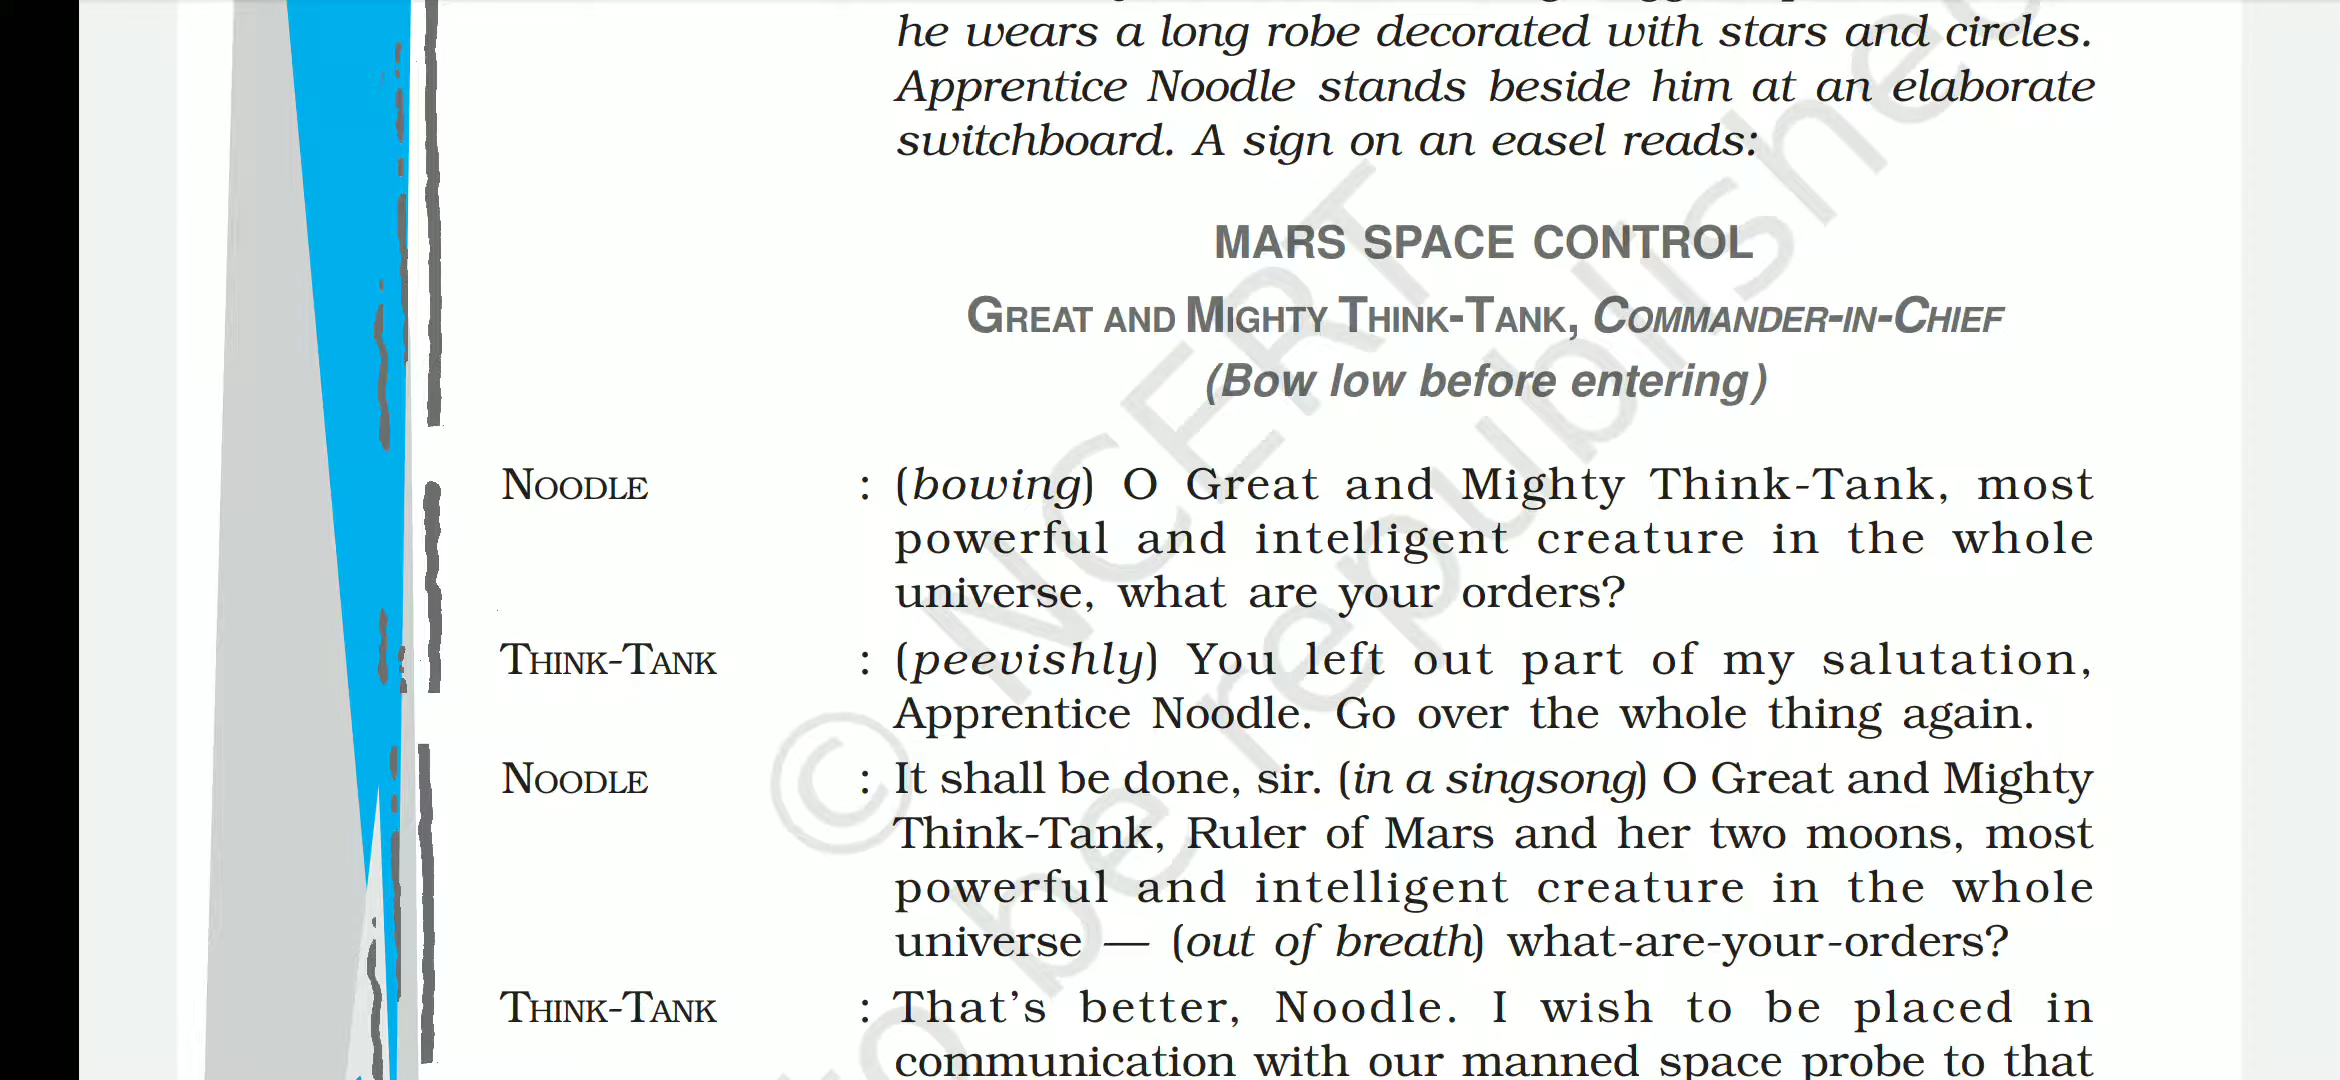 he wears a long robe decorated with stars and circles.
Apprentice Noodle stands beside him at an elaborate
switchboard. A sign on an easel reads:
MARS SPACE CONTROL
GREAT AND MIGHTY THINK-TANK, COMMANDER-IN-CHIEF
(Bow low before entering)
NOODLE : (bowing) O Great and Mighty Think-Tank, most
powerful and intelligent creature in the whole
universe, what are your orders?
THINK-TANK : (peevishly) You left out part of my salutation,
Apprentice Noodle. Go over the whole thing again.
NOODLE : It shall be done, sir. (in a singsong) O Great and Mighty
Think-Tank, Ruler of Mars and her two moons, most
powerful and intelligent creature in the whole
universe — (out of breath) what-are-your-orders?
THINK-TANK : That's better, Noodle. I wish to be placed in
communication with our manned space probe to that
© NCERT
to be republished